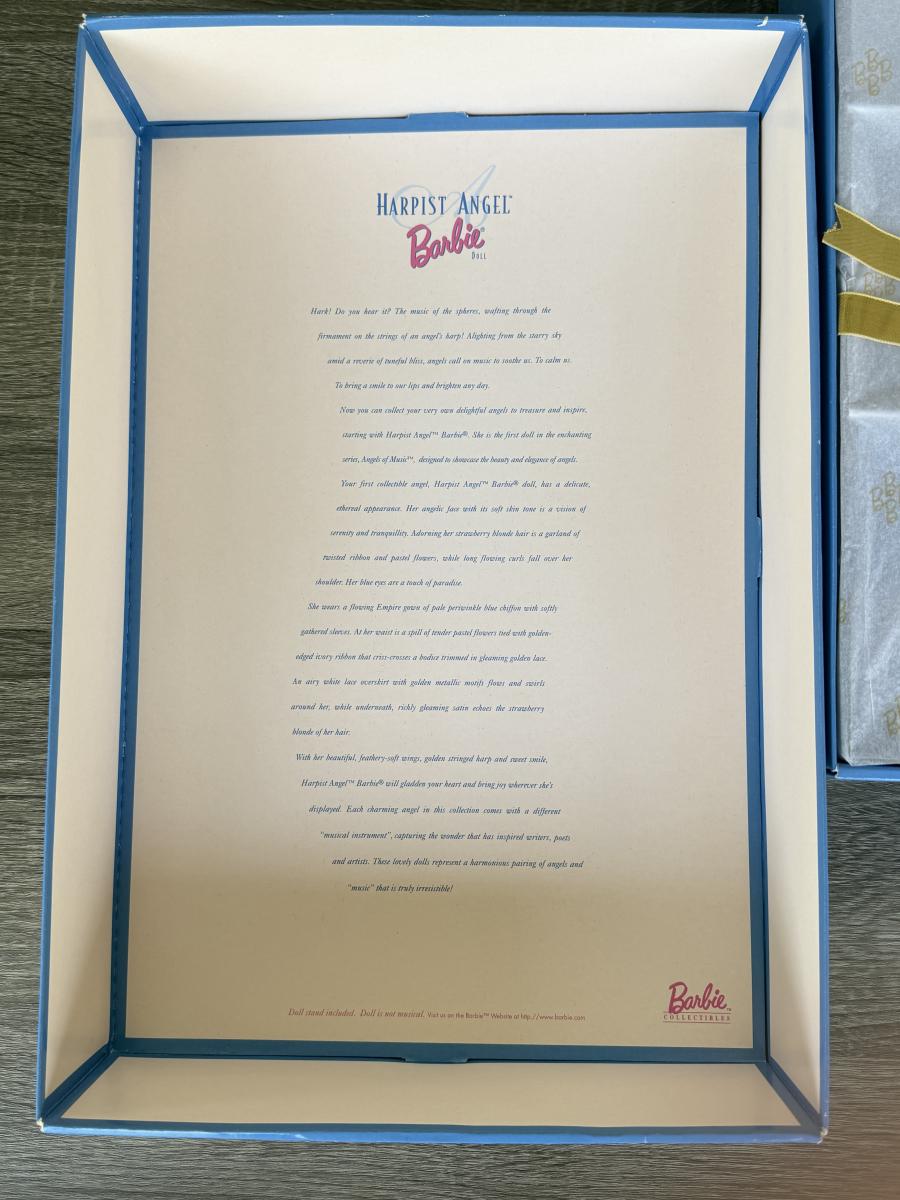 A
HARPIST ANGEL™
Barbie®
DOLL
Hark! Do you hear it? The music of the spheres, wafting through the
firmament on the strings of an angel's harp! Alighting from the starry sky
amid a reverie of tuneful bliss, angels call on music to soothe us. To calm us.
To bring a smile to our lips and brighten any day.
Now you can collect your very own delightful angels to treasure and inspire,
starting with Harpist Angel™ Barbie®. She is the first doll in the enchanting
series, Angels of Music™, designed to showcase the beauty and elegance of angels.
Your first collectible angel, Harpist Angel™ Barbie® doll, has a delicate,
ethereal appearance. Her angelic face with its soft skin tone is a vision of
serenity and tranquillity. Adorning her strawberry blonde hair is a garland of
twisted ribbon and pastel flowers, while long flowing curls fall over her
shoulder. Her blue eyes are a touch of paradise.
She wears a flowing Empire gown of pale periwinkle blue chiffon with softly
gathered sleeves. At her waist is a spill of tender pastel flowers tied with golden-
edged ivory ribbon that criss-crosses a bodice trimmed in gleaming golden lace.
An airy white lace overskirt with golden metallic motifs flows and swirls
around her, while underneath, richly gleaming satin echoes the strawberry
blonde of her hair.
With her beautiful, feathery-soft wings, golden stringed harp and sweet smile,
Harpist Angel™ Barbie® will gladden your heart and bring joy wherever she's
displayed. Each charming angel in this collection comes with a different
"musical instrument", capturing the wonder that has inspired writers, poets
and artists. These lovely dolls represent a harmonious pairing of angels and
"music" that is truly irresistible!
Doll stand included. Doll is not musical. Visit us on the Barbie™ Website at http://www.barbie.com
Barbie™
COLLECTIBLES